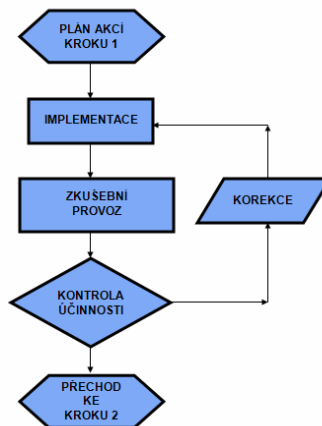 PLÁN AKCÍ
KROKU 1
IMPLEMENTACE
ZKUŠEBNÍ
PROVOZ
KOREKCE
KONTROLA
ÚČINNOSTI
PŘECHOD
KE
KROKU 2